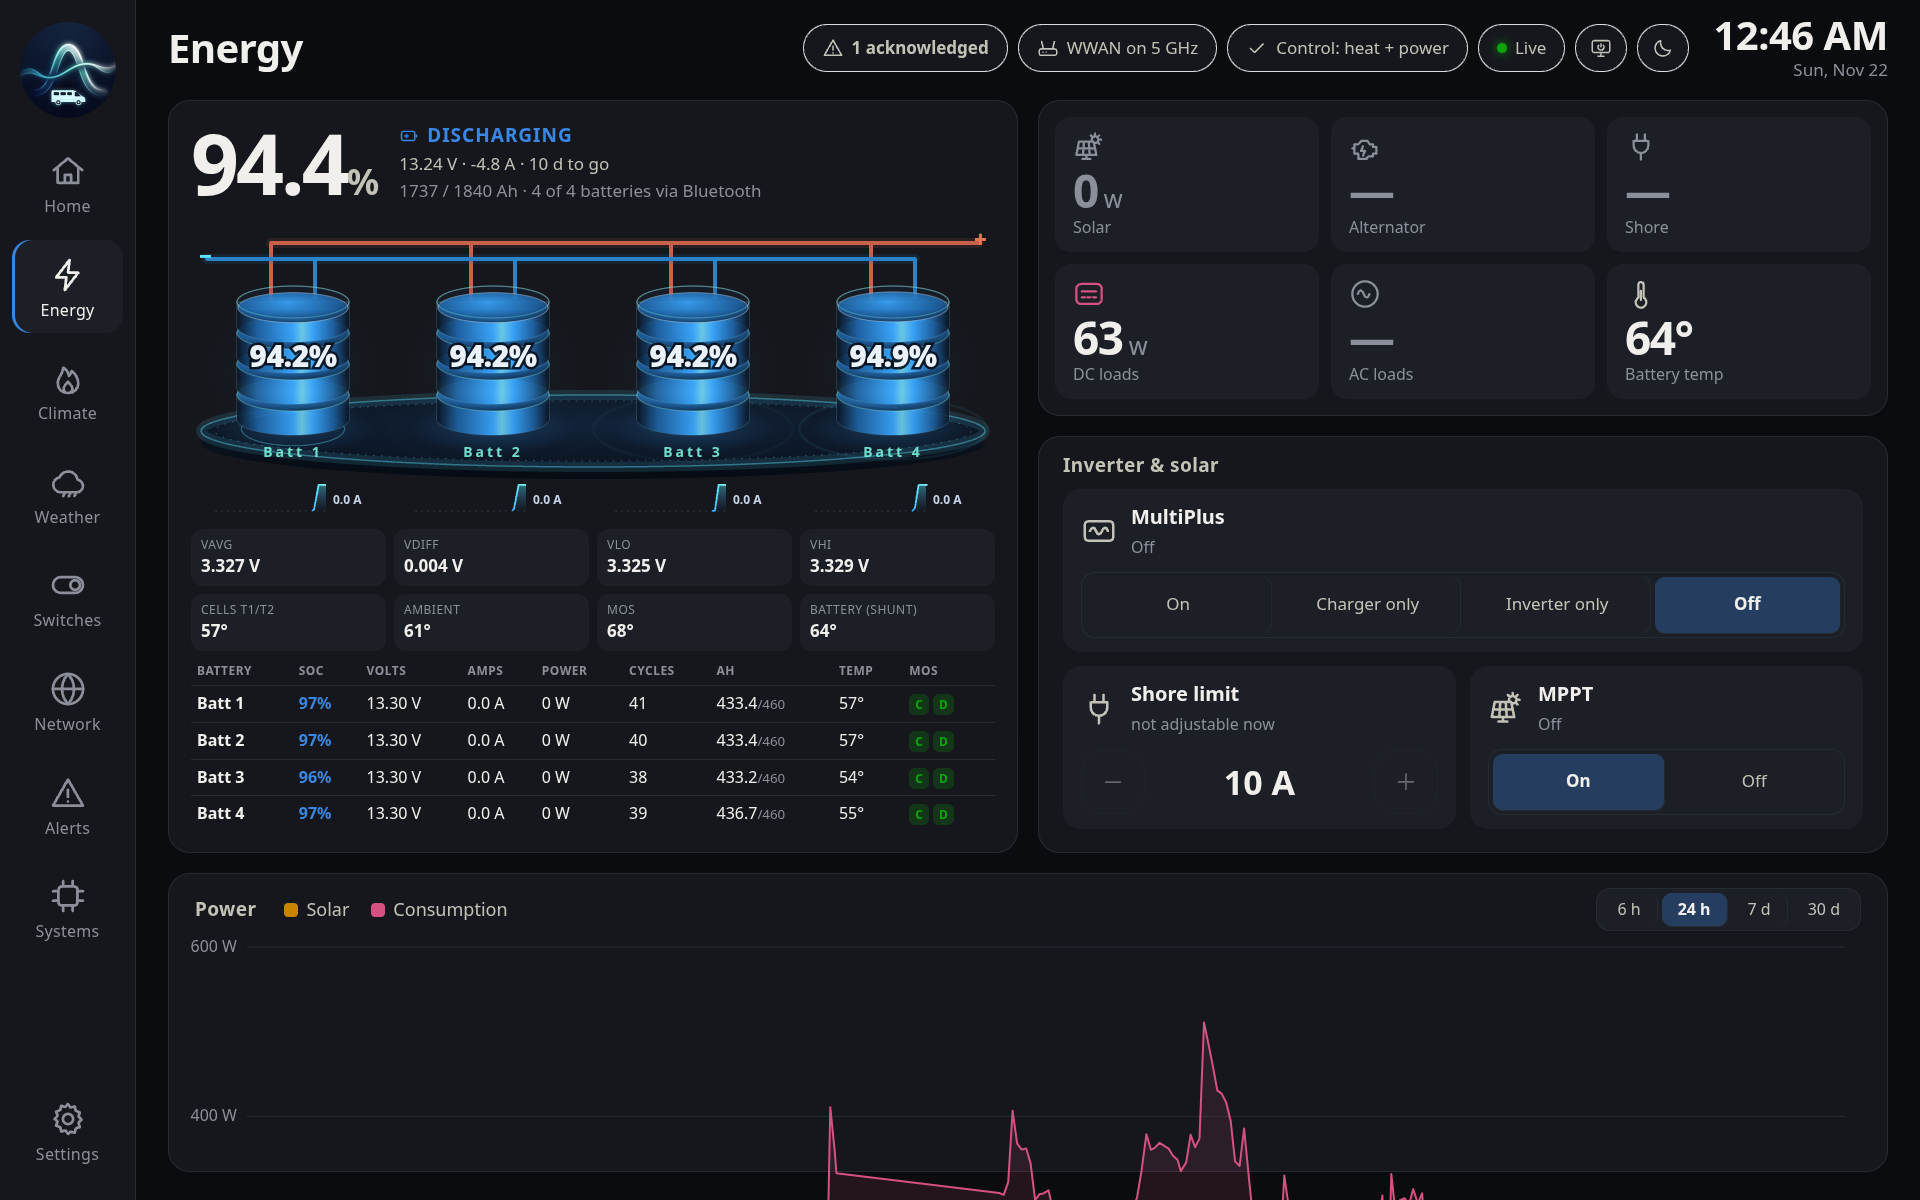 Energy
1 acknowledged
WWAN on 5 GHz
Control: heat + power
Live
12:46 AM
Sun, Nov 22
Home
Energy
Climate
Weather
Switches
Network
Alerts
Systems
Settings
94.4%
DISCHARGING
13.24 V · -4.8 A · 10 d to go
1737 / 1840 Ah · 4 of 4 batteries via Bluetooth
+
−
94.2% 94.2% 94.2% 94.9%
Batt 1 Batt 2 Batt 3 Batt 4
0.0 A 0.0 A 0.0 A 0.0 A
VAVG
3.327 V
VDIFF
0.004 V
VLO
3.325 V
VHI
3.329 V
CELLS T1/T2
57°
AMBIENT
61°
MOS
68°
BATTERY (SHUNT)
64°
BATTERY SOC VOLTS AMPS POWER CYCLES AH TEMP MOS
Batt 1 97% 13.30 V 0.0 A 0 W 41 433.4/460 57° C D
Batt 2 97% 13.30 V 0.0 A 0 W 40 433.4/460 57° C D
Batt 3 96% 13.30 V 0.0 A 0 W 38 433.2/460 54° C D
Batt 4 97% 13.30 V 0.0 A 0 W 39 436.7/460 55° C D
0 W
Solar
—
Alternator
—
Shore
63 W
DC loads
—
AC loads
64°
Battery temp
Inverter & solar
MultiPlus
Off
On Charger only Inverter only Off
Shore limit
not adjustable now
− 10 A +
MPPT
Off
On Off
Power Solar Consumption
6 h 24 h 7 d 30 d
600 W
400 W